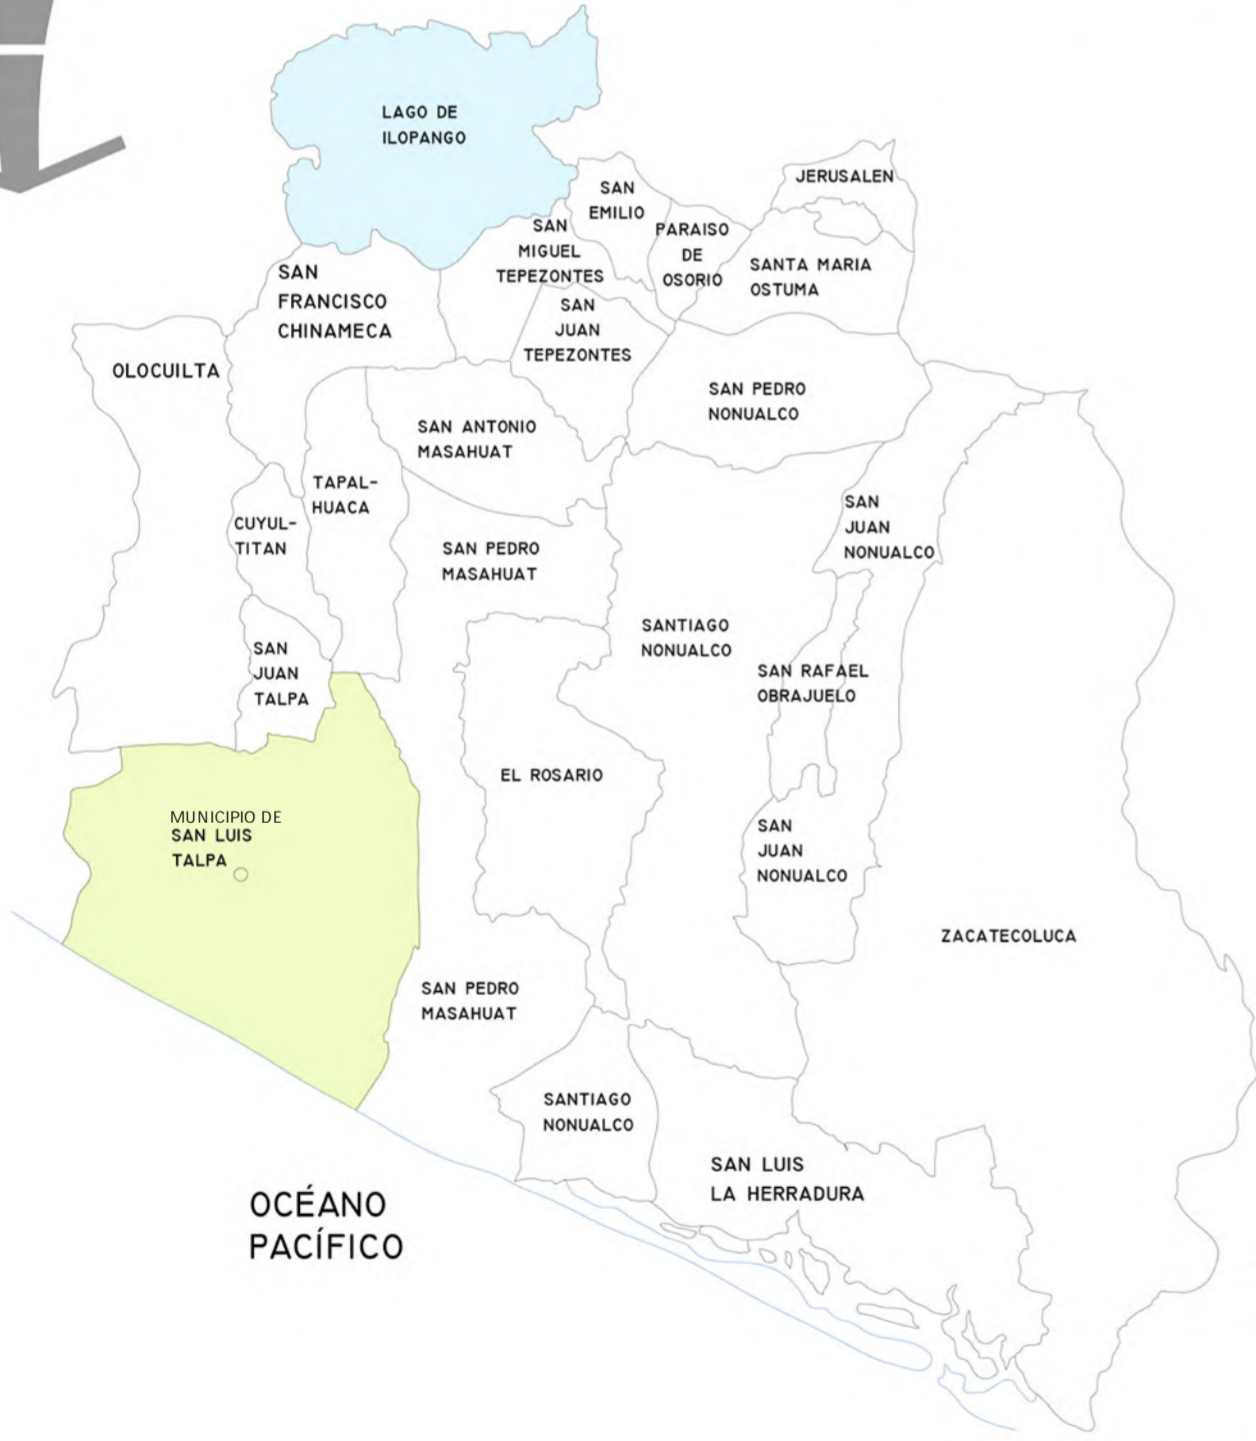 LAGO DE
ILOPANGO
JERUSALEN
SAN
EMILIO
PARAISO
DE
OSORIO
SAN
MIGUEL
TEPEZONTES
SANTA MARIA
OSTUMA
SAN
FRANCISCO
CHINAMECA
SAN
JUAN
TEPEZONTES
OLOCUILTA
SAN PEDRO
NONUALCO
SAN ANTONIO
MASAHUAT
TAPAL-
HUACA
SAN
JUAN
NONUALCO
CUYUL-
TITAN
SAN PEDRO
MASAHUAT
SANTIAGO
NONUALCO
SAN
JUAN
TALPA
SAN RAFAEL
OBRAJUELO
EL ROSARIO
MUNICIPIO DE
SAN LUIS
TALPA
SAN
JUAN
NONUALCO
ZACATECOLUCA
SAN PEDRO
MASAHUAT
SANTIAGO
NONUALCO
SAN LUIS
LA HERRADURA
OCÉANO
PACÍFICO